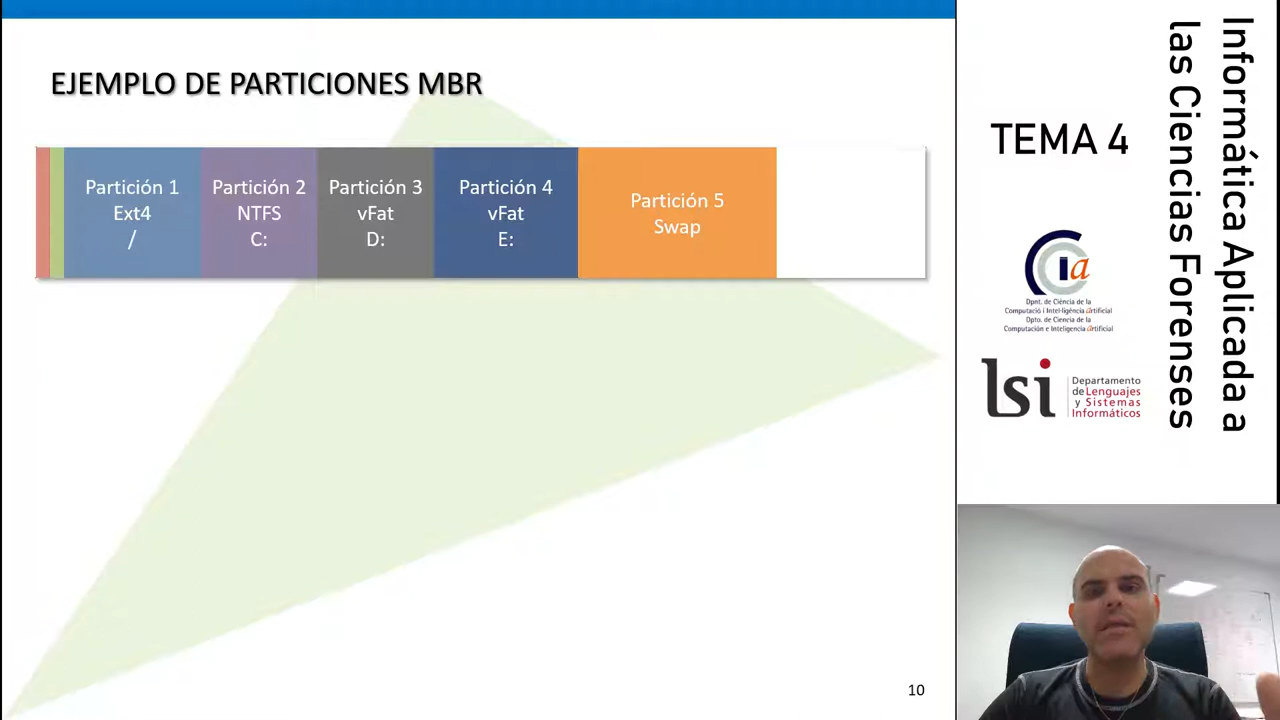 EJEMPLO DE PARTICIONES MBR
Partición 1
Ext4
/
Partición 2
NTFS
C:
Partición 3
vFat
D:
Partición 4
vFat
E:
Partición 5
Swap
10
TEMA 4
Informática Aplicada a
las Ciencias Forenses
Cia
Dpnt. de Ciència de la
Computació i Intel·ligència artificial
Dpto. de Ciencia de la
Computación e Inteligencia artificial
lsi
Departamento
de Lenguajes
y Sistemas
Informáticos